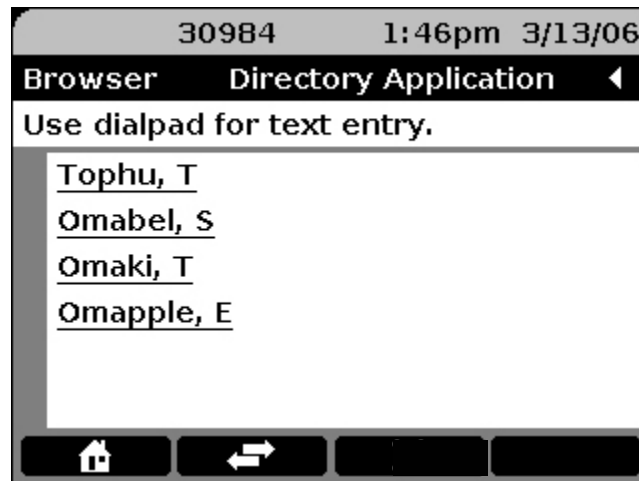 30984 1:46pm 3/13/06
Browser Directory Application
Use dialpad for text entry.
Tophu, T
Omabel, S
Omaki, T
Omapple, E